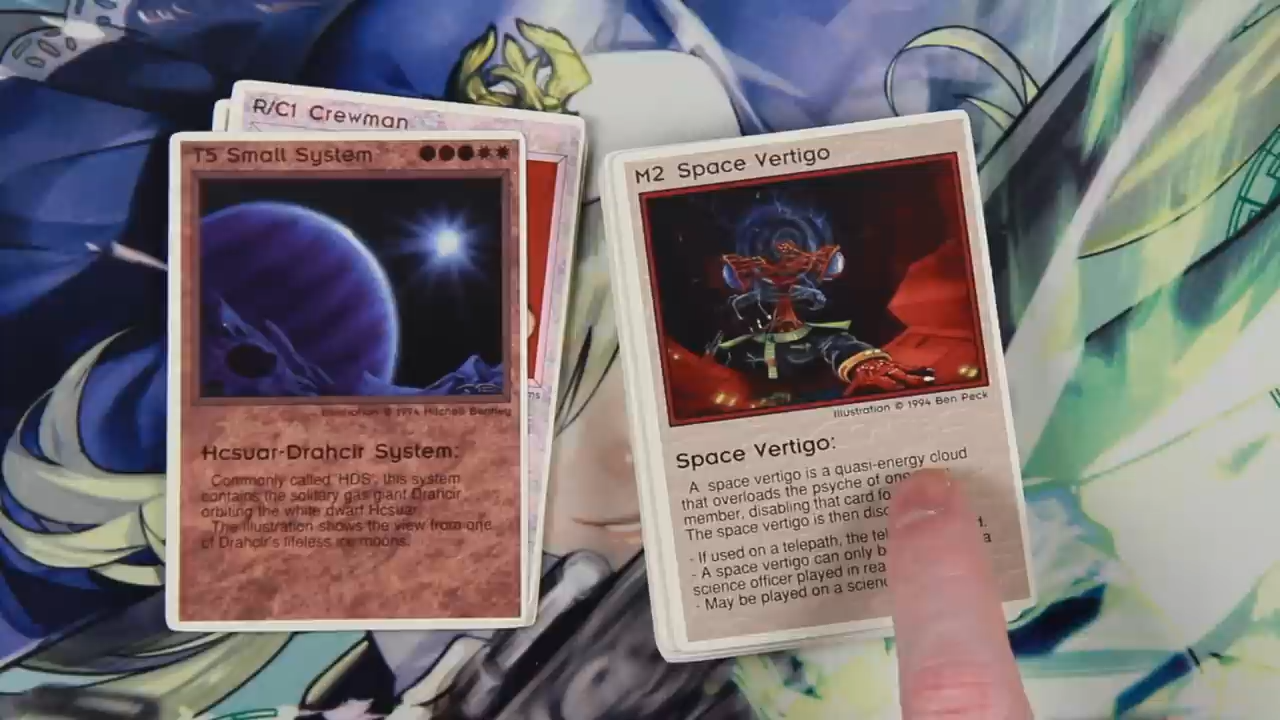 R/C1 Crewman
T5 Small System
Illustration © 1994 Mitchell Bentley
Hcsuar-Drahcir System:
Commonly called "HDS", this system
contains the solitary gas giant Drahcir
orbiting the white dwarf Hcsuar.
The illustration shows the view from one
of Drahcir's lifeless ice moons.
M2 Space Vertigo
Illustration © 1994 Ben Peck
Space Vertigo:
A space vertigo is a quasi-energy cloud
that overloads the psyche of one
member, disabling that card
The space vertigo is then
- If used on a telepath, the
- A space vertigo can only
science officer played in
- May be played on a